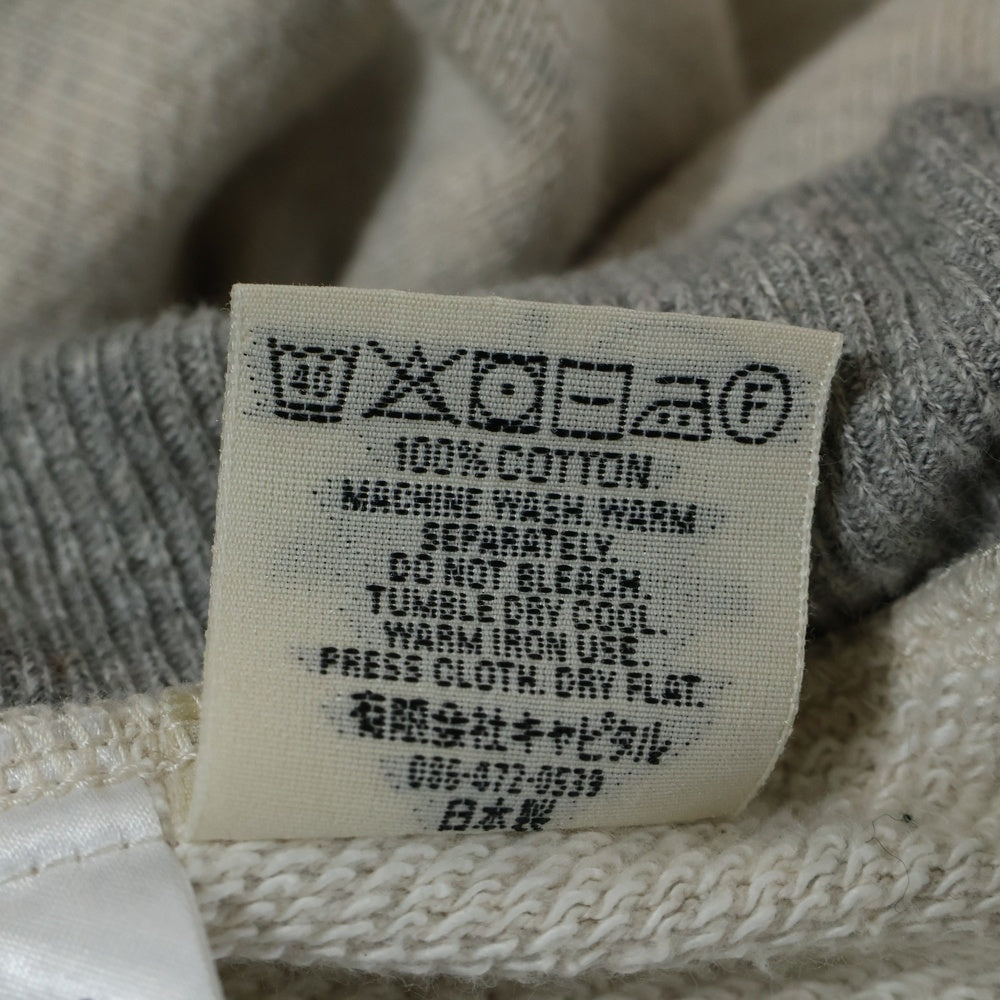 40 P
100% COTTON
MACHINE WASH. WARM
SEPARATELY.
DO NOT BLEACH.
TUMBLE DRY COOL.
WARM IRON USE.
PRESS CLOTH. DRY FLAT.
有限会社キャピタル
086-472-0539
日本製